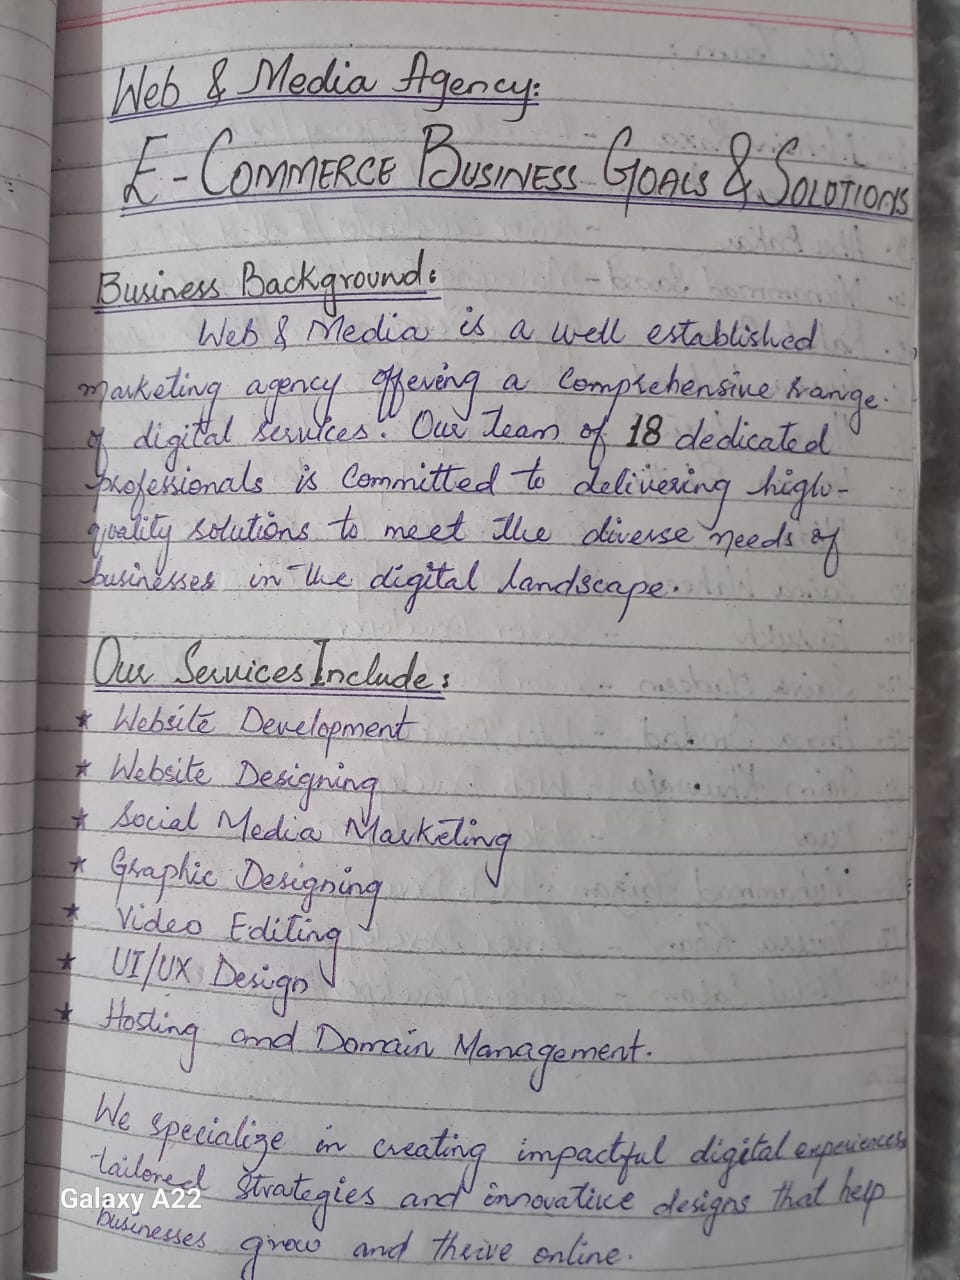 Web & Media Agency:
E-COMMERCE BUSINESS GOALS & SOLOTIONS
Business Background:
Web & Media is a well established
marketing agency offering a comprehensive range
of digital services. Our team of 18 dedicated
professionals is committed to delivering high-
quality solutions to meet the diverse needs of
businesses in the digital landscape.
Our Services Include:
* Website Development
* Website Designing
* Social Media Marketing
* Graphic Designing
* Video Editing
* UI/UX Design
* Hosting and Domain Management.
We specialize in creating impactful digital experiences
tailored strategies and innovative designs that help
businesses grow and thrive online.
Galaxy A22